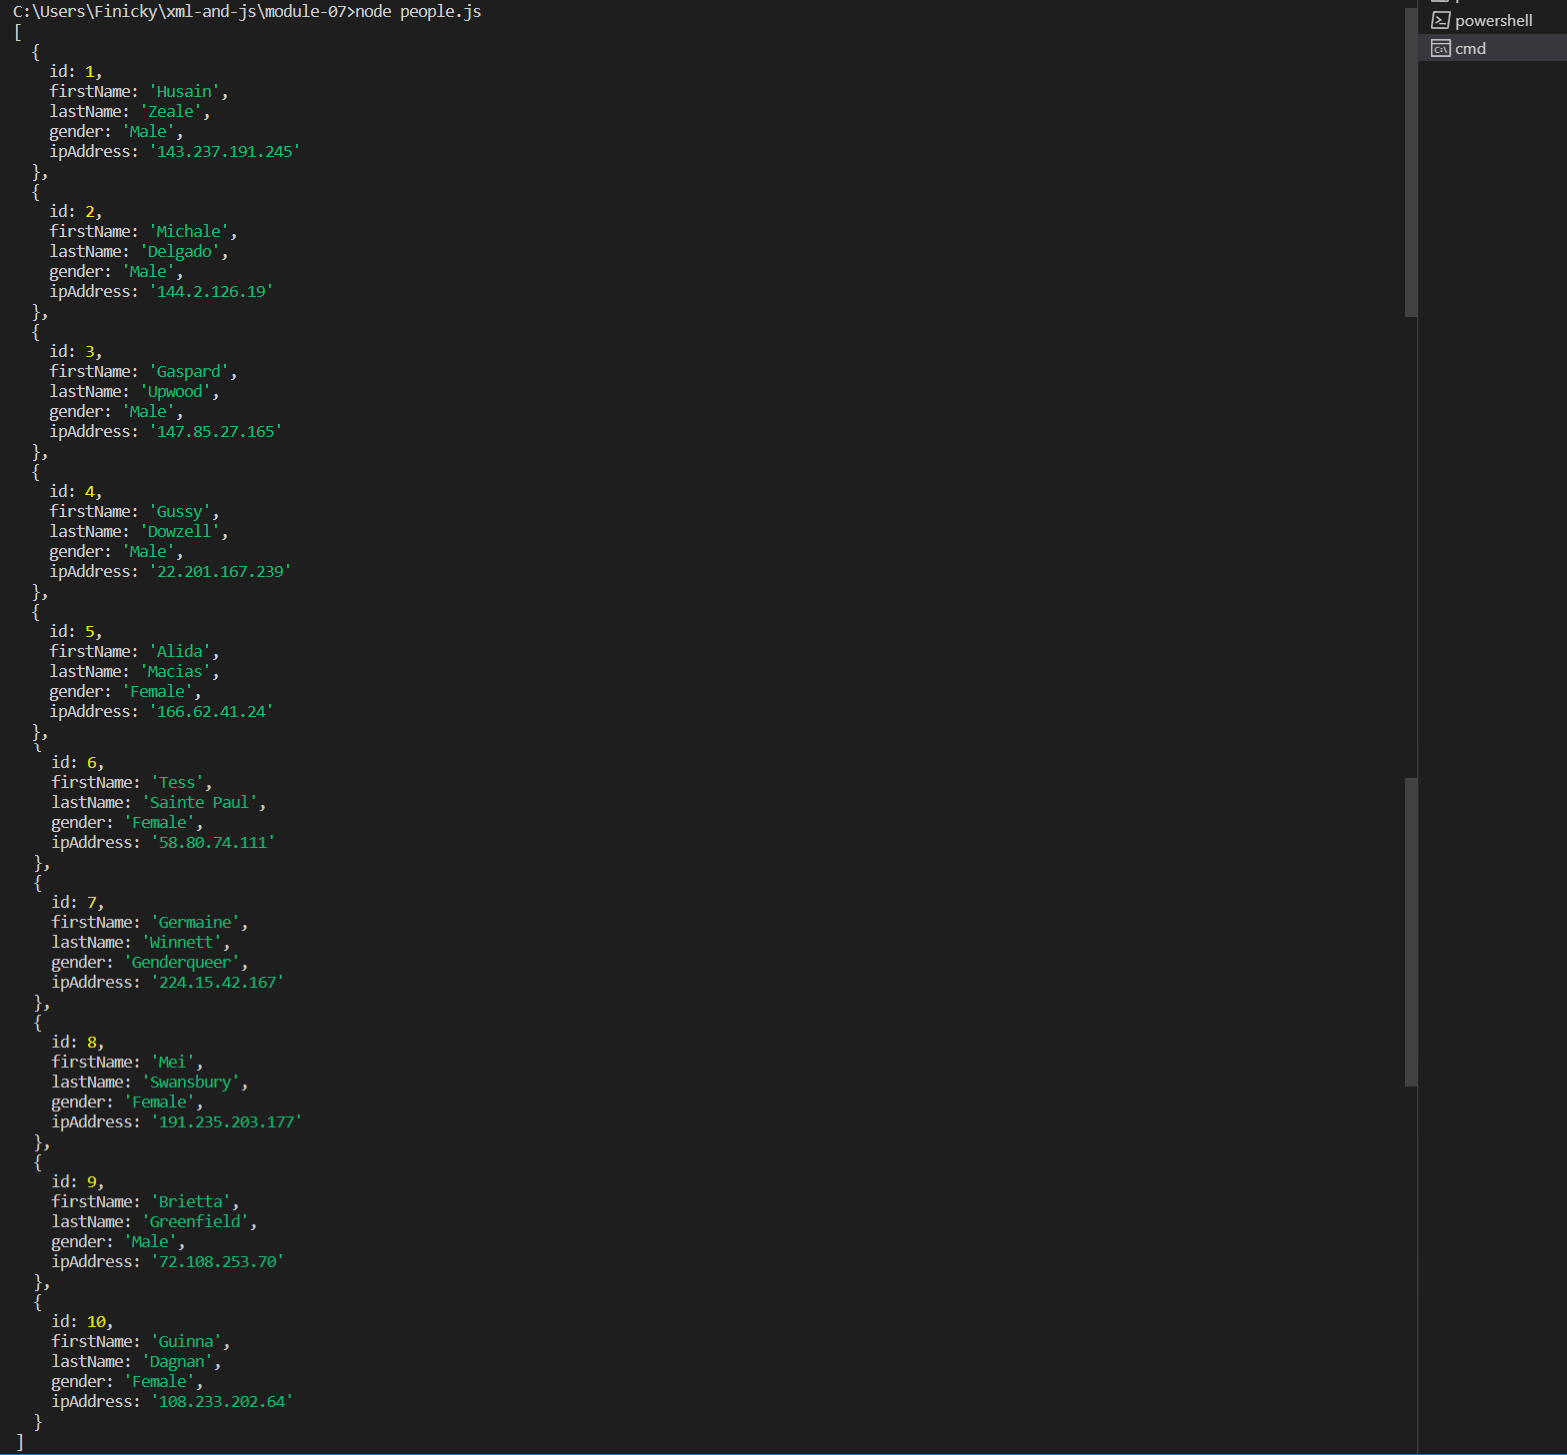 C:\Users\Finicky\xml-and-js\module-07>node people.js
[
  {
    id: 1,
    firstName: 'Husain',
    lastName: 'Zeale',
    gender: 'Male',
    ipAddress: '143.237.191.245'
  },
  {
    id: 2,
    firstName: 'Michale',
    lastName: 'Delgado',
    gender: 'Male',
    ipAddress: '144.2.126.19'
  },
  {
    id: 3,
    firstName: 'Gaspard',
    lastName: 'Upwood',
    gender: 'Male',
    ipAddress: '147.85.27.165'
  },
  {
    id: 4,
    firstName: 'Gussy',
    lastName: 'Dowzell',
    gender: 'Male',
    ipAddress: '22.201.167.239'
  },
  {
    id: 5,
    firstName: 'Alida',
    lastName: 'Macias',
    gender: 'Female',
    ipAddress: '166.62.41.24'
  },
    id: 6,
    firstName: 'Tess',
    lastName: 'Sainte Paul',
    gender: 'Female',
    ipAddress: '58.80.74.111'
  },
  {
    id: 7,
    firstName: 'Germaine',
    lastName: 'Winnett',
    gender: 'Genderqueer',
    ipAddress: '224.15.42.167'
  },
  {
    id: 8,
    firstName: 'Mei',
    lastName: 'Swansbury',
    gender: 'Female',
    ipAddress: '191.235.203.177'
  },
  {
    id: 9,
    firstName: 'Brietta',
    lastName: 'Greenfield',
    gender: 'Male',
    ipAddress: '72.108.253.70'
  },
  {
    id: 10,
    firstName: 'Guinna',
    lastName: 'Dagnan',
    gender: 'Female',
    ipAddress: '108.233.202.64'
  }
]
powershell
cmd